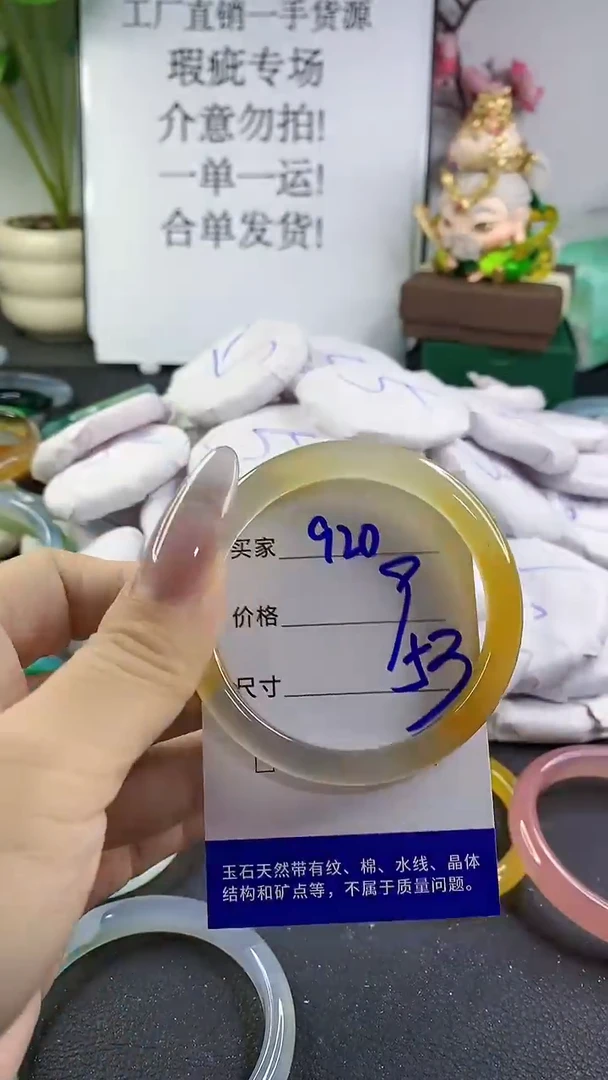 工厂直销一手货源
瑕疵专场
介意勿拍!
一单一运!
合单发货!
买家 920
价格
尺寸 53
玉石天然带有纹、棉、水线、晶体
结构和矿点等，不属于质量问题。